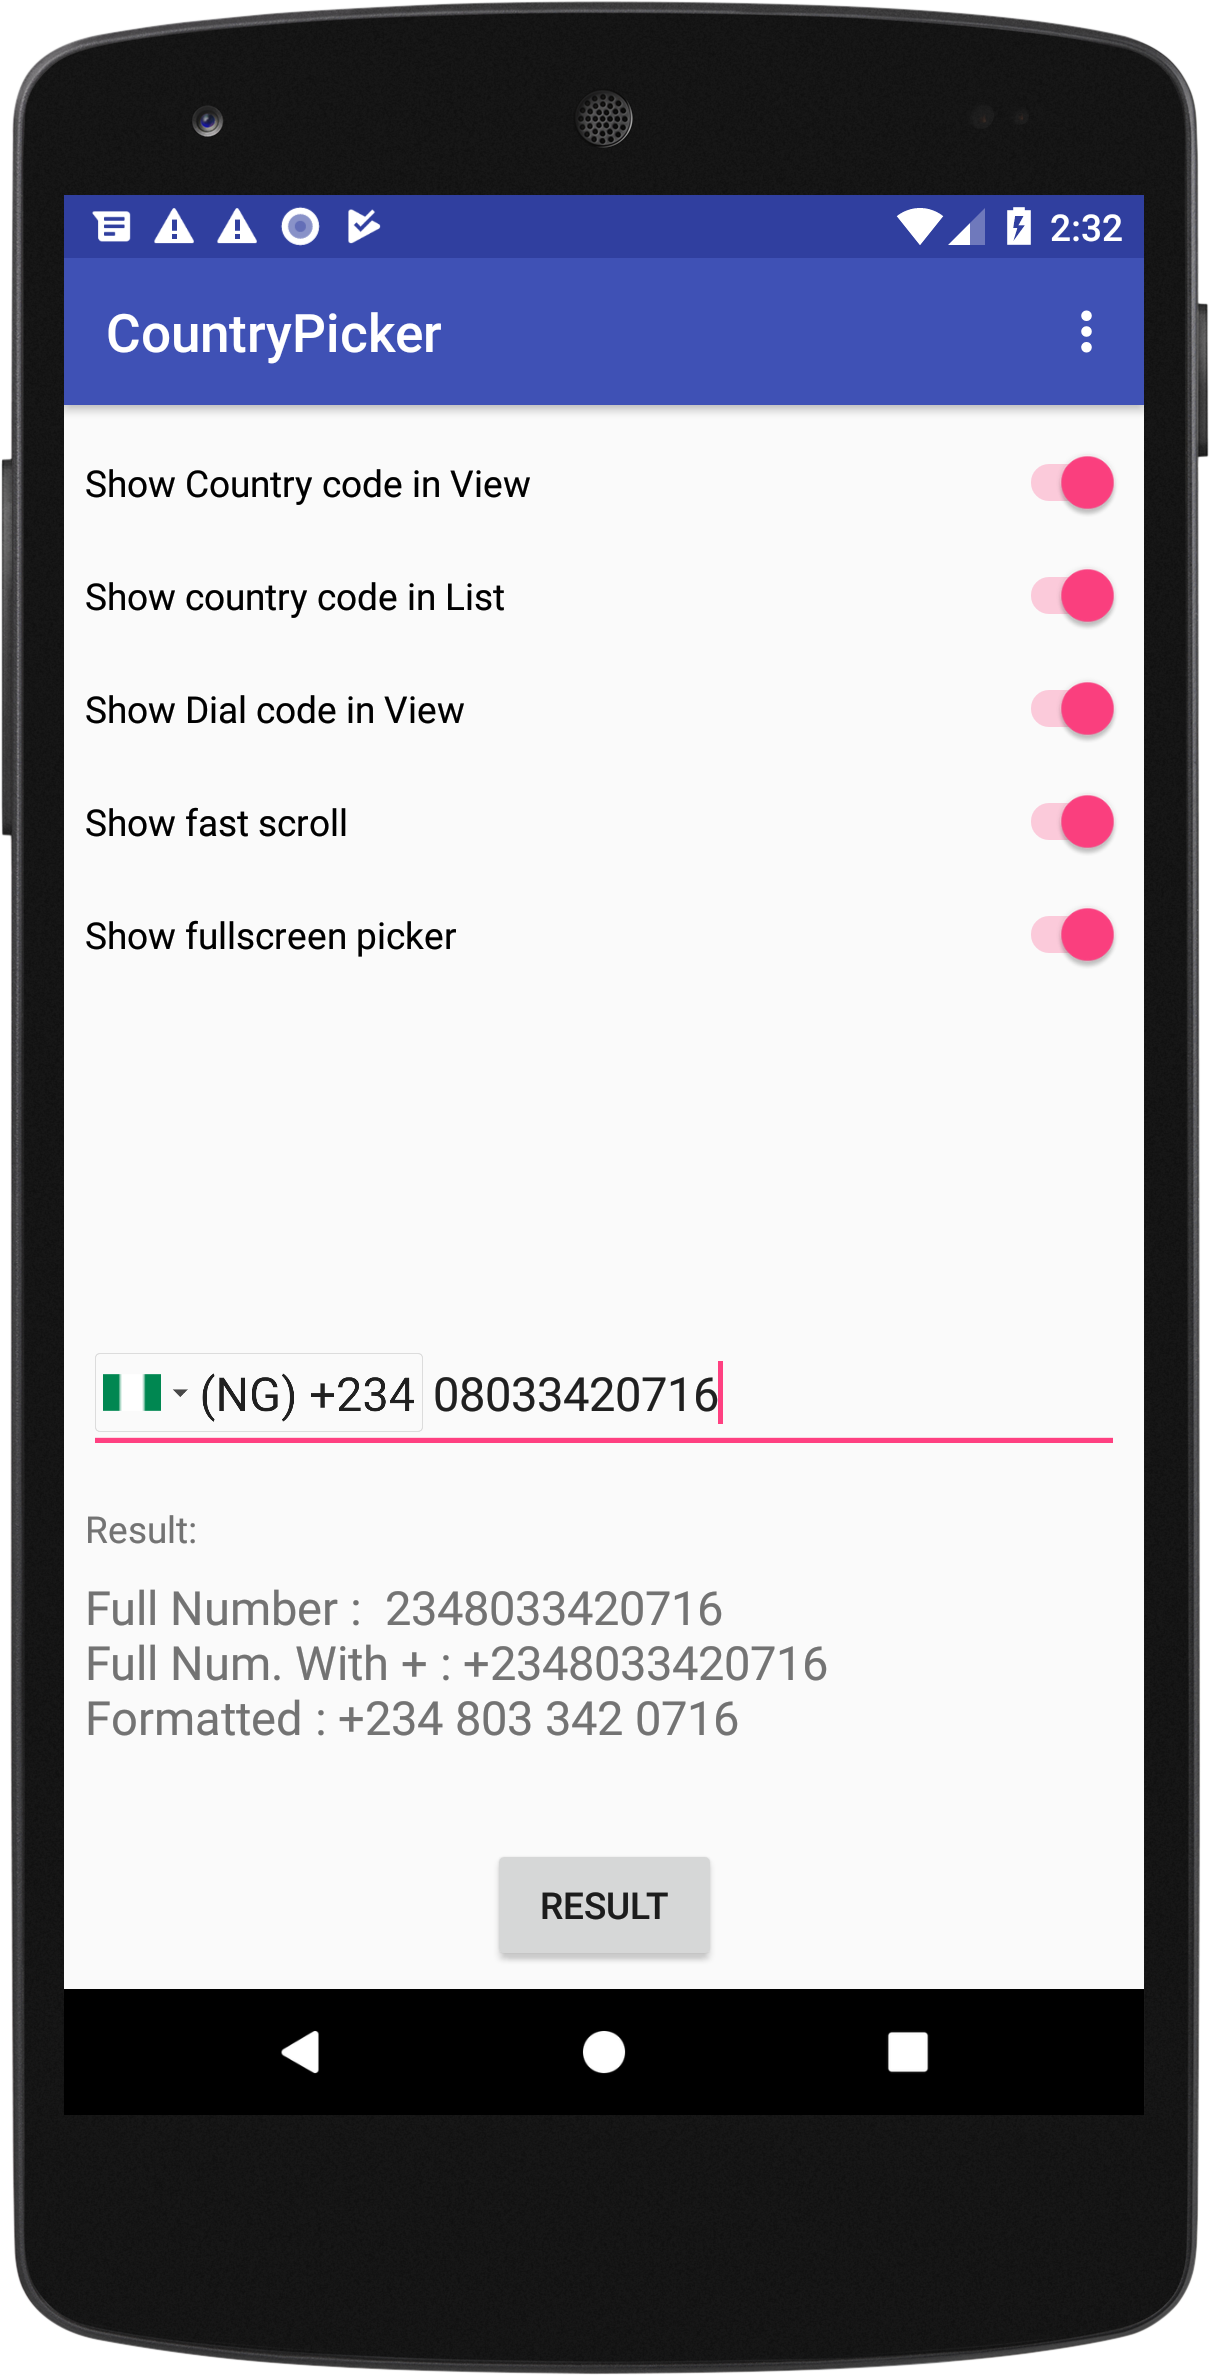 2:32
CountryPicker
Show Country code in View
Show country code in List
Show Dial code in View
Show fast scroll
Show fullscreen picker
(NG) +234 08033420716
Result:
Full Number :  2348033420716
Full Num. With + : +2348033420716
Formatted : +234 803 342 0716
RESULT